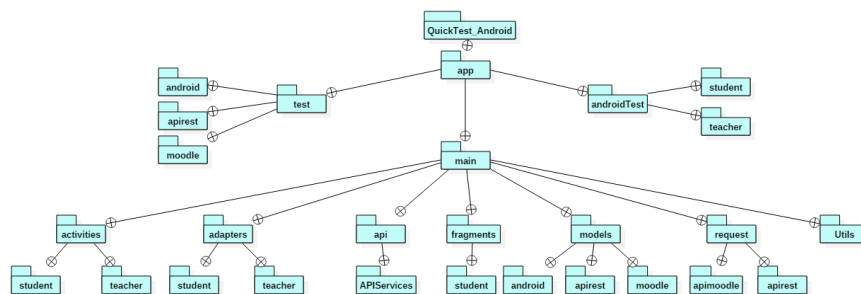 QuickTest_Android
app
android
test
androidTest
student
apirest
teacher
moodle
main
activities
adapters
api
fragments
models
request
Utils
student
teacher
student
teacher
APIServices
student
android
apirest
moodle
apimoodle
apirest